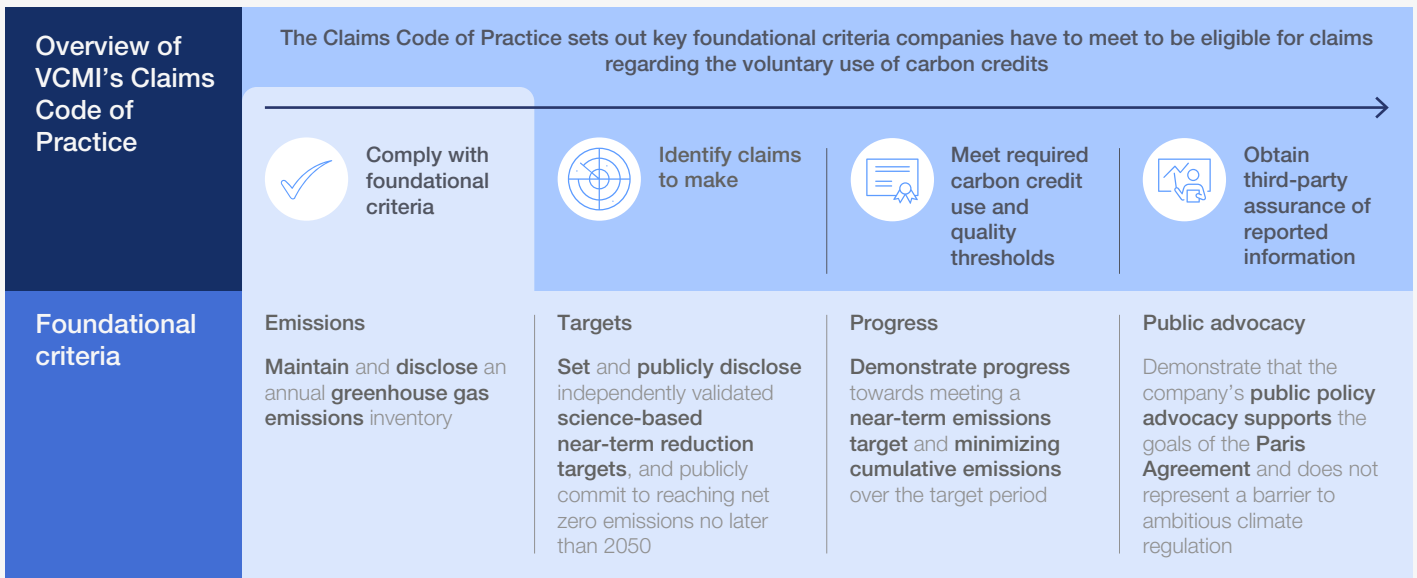 Overview of
VCMI's Claims
Code of
Practice
The Claims Code of Practice sets out key foundational criteria companies have to meet to be eligible for claims
regarding the voluntary use of carbon credits
Comply with
foundational
criteria
Identify claims
to make
Meet required
carbon credit
use and
quality
thresholds
Obtain
third-party
assurance of
reported
information
Foundational
criteria
Emissions
Maintain and disclose an
annual greenhouse gas
emissions inventory
Targets
Set and publicly disclose
independently validated
science-based
near-term reduction
targets, and publicly
commit to reaching net
zero emissions no later
than 2050
Progress
Demonstrate progress
towards meeting a
near-term emissions
target and minimizing
cumulative emissions
over the target period
Public advocacy
Demonstrate that the
company's public policy
advocacy supports the
goals of the Paris
Agreement and does not
represent a barrier to
ambitious climate
regulation